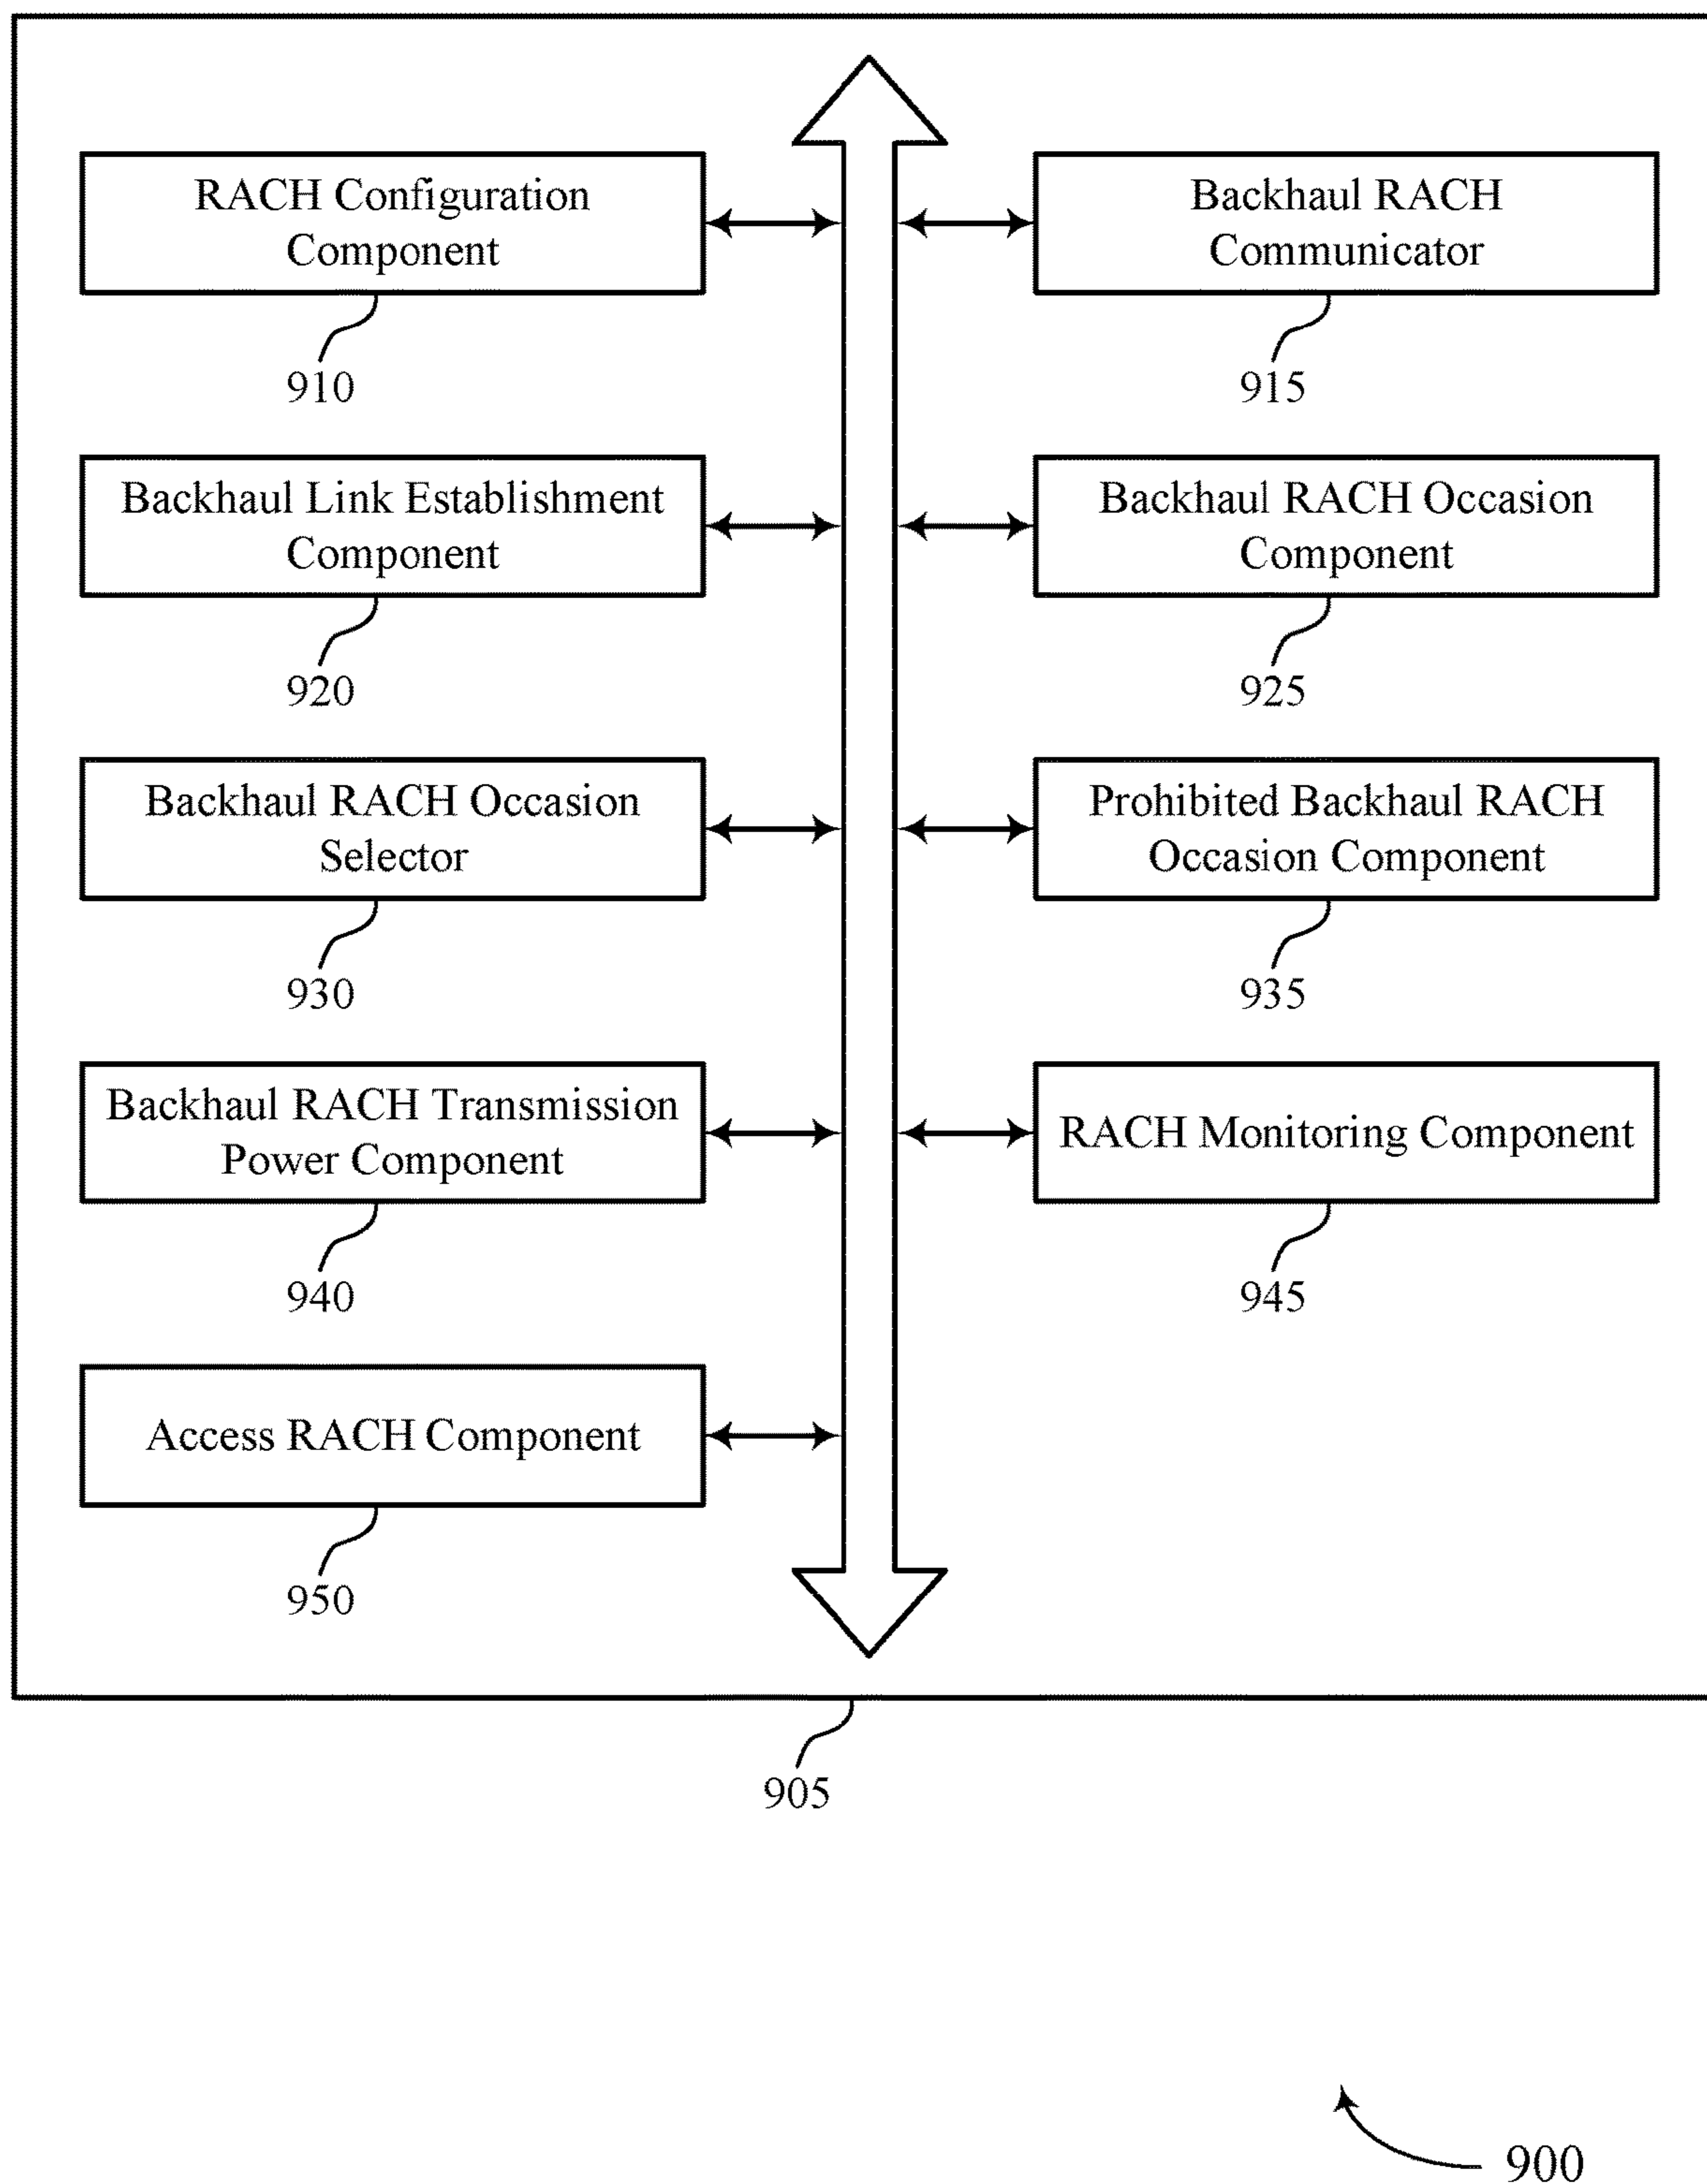 RACH Configuration
Component
910
Backhaul RACH
Communicator
915
Backhaul Link Establishment
Component
920
Backhaul RACH Occasion
Component
925
Backhaul RACH Occasion
Selector
930
Prohibited Backhaul RACH
Occasion Component
935
Backhaul RACH Transmission
Power Component
940
RACH Monitoring Component
945
Access RACH Component
950
905
900